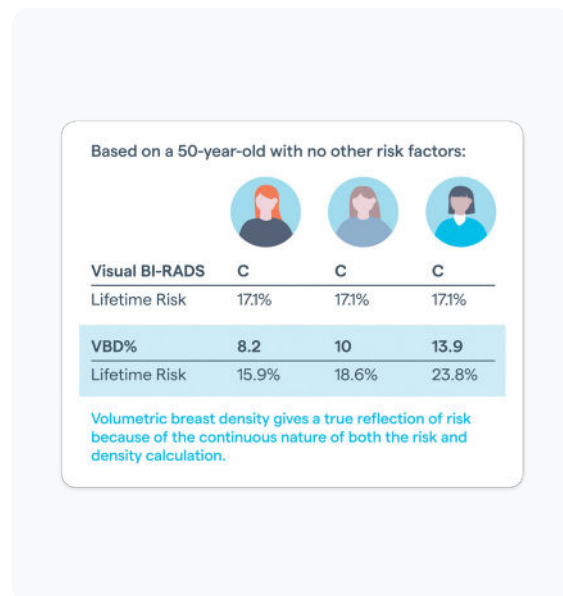 Based on a 50-year-old with no other risk factors:
Visual BI-RADS C C C
Lifetime Risk 17.1% 17.1% 17.1%
VBD% 8.2 10 13.9
Lifetime Risk 15.9% 18.6% 23.8%
Volumetric breast density gives a true reflection of risk
because of the continuous nature of both the risk and
density calculation.